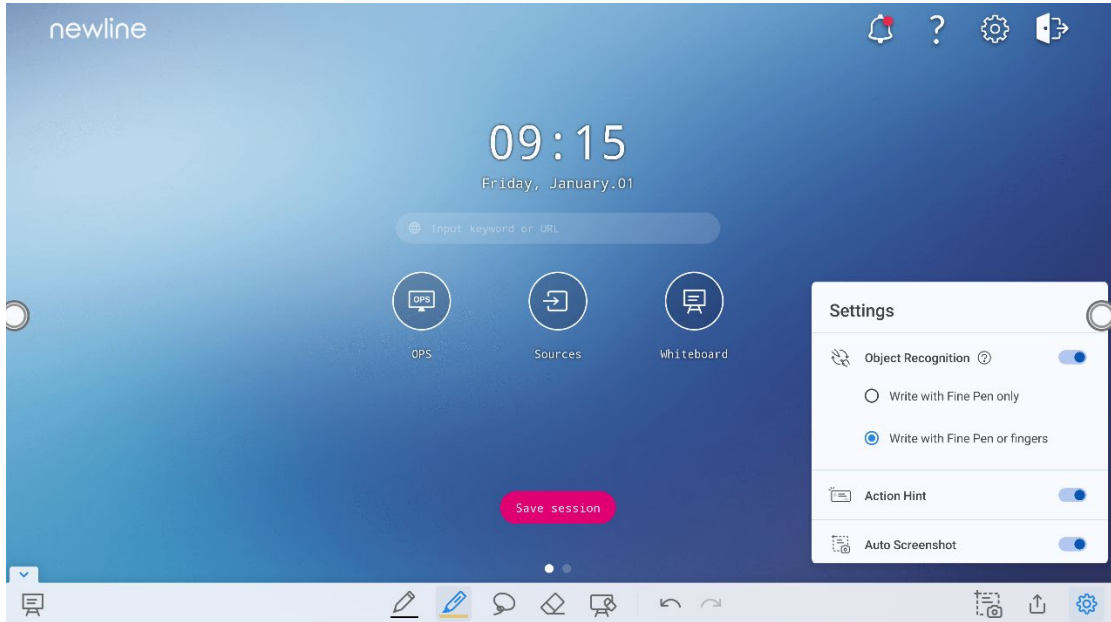 newline
?
09:15
Friday, January.01
Input keyword or URL
OPS
OPS
Sources
Whiteboard
Save session
Settings
Object Recognition ?
Write with Fine Pen only
Write with Fine Pen or fingers
Action Hint
Auto Screenshot